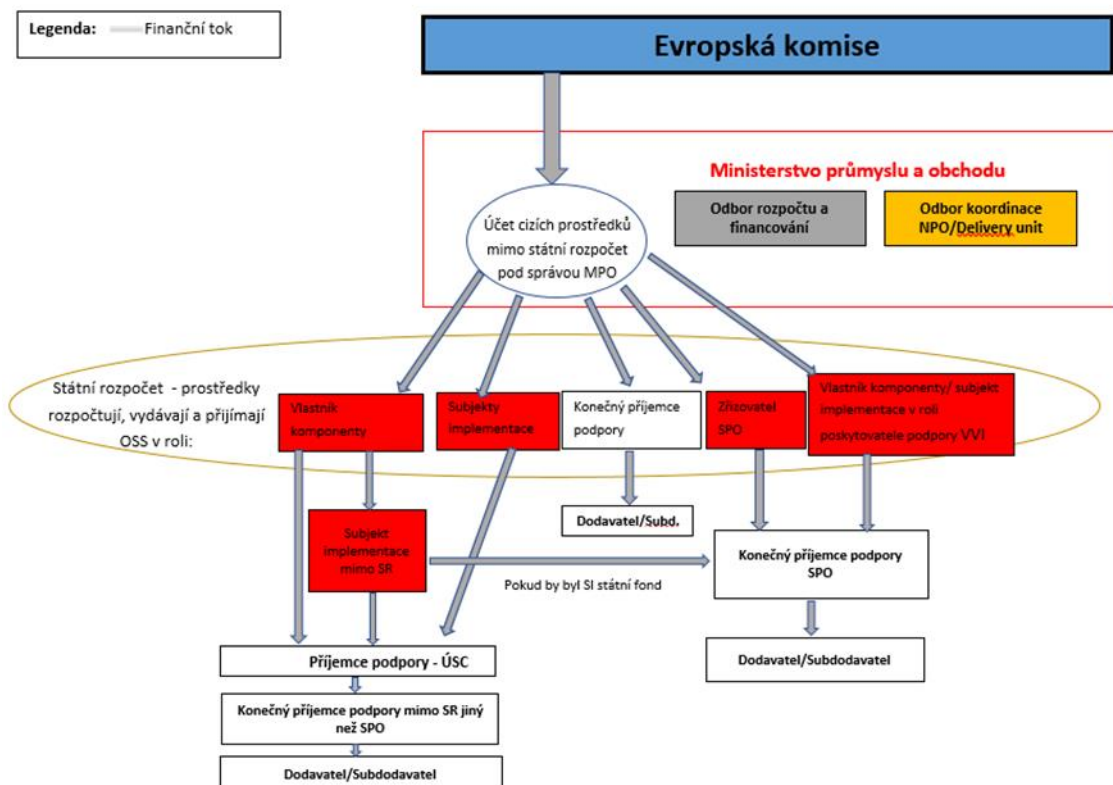 Legenda: Finanční tok
Evropská komise
Ministerstvo průmyslu a obchodu
Odbor rozpočtu a
financování
Odbor koordinace
NPO/Delivery unit
Účet cizích prostředků
mimo státní rozpočet
pod správou MPO
Státní rozpočet - prostředky
rozpočtují, vydávají a přijímají
OSS v roli:
Vlastník
komponenty
Subjekty
implementace
Konečný příjemce
podpory
Zřizovatel
SPO
Vlastník komponenty/ subjekt
implementace v roli
poskytovatele podpory VVI
Dodavatel/Subd.
Subjekt
implementace
mimo SR
Pokud by byl SI státní fond
Konečný příjemce podpory
SPO
Příjemce podpory - ÚSC
Dodavatel/Subdodavatel
Konečný příjemce podpory mimo SR jiný
než SPO
Dodavatel/Subdodavatel